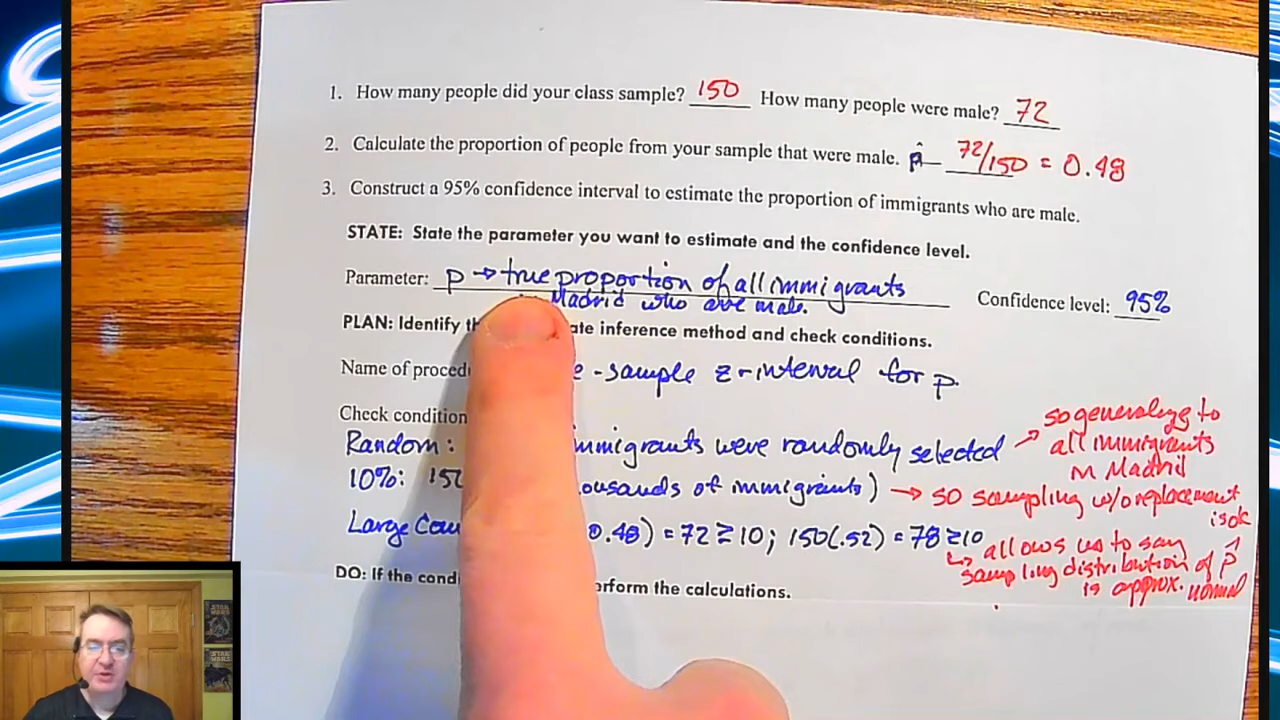 1. How many people did your class sample? 150 How many people were male? 72
2. Calculate the proportion of people from your sample that were male. p̂ 72/150 = 0.48
3. Construct a 95% confidence interval to estimate the proportion of immigrants who are male.
STATE: State the parameter you want to estimate and the confidence level.
Parameter: p → true proportion of all immigrants Confidence level: 95%
Madrid who are male.
PLAN: Identify th ate inference method and check conditions.
Name of proced e-sample z-interval for p.
Check condition
Random: immigrants were randomly selected → so generalize to
all immigrants
in Madrid
10%: 150 ousands of immigrants) → so sampling w/o replacement
is ok
Large Coun 0.48) = 72 ≥ 10; 150(.52) = 78 ≥ 10
↳ allows us to say
sampling distribution of p̂
is approx. normal
DO: If the cond erform the calculations.
STAR WARS
STAR WARS